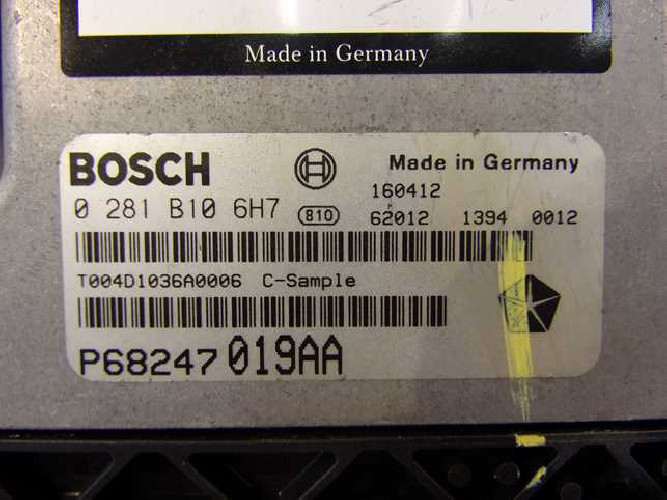 Made in Germany
BOSCH
Made in Germany
0 281 B10 6H7
810
160412
62012 1394 0012
T004D1036A0006 C-Sample
P68247019AA